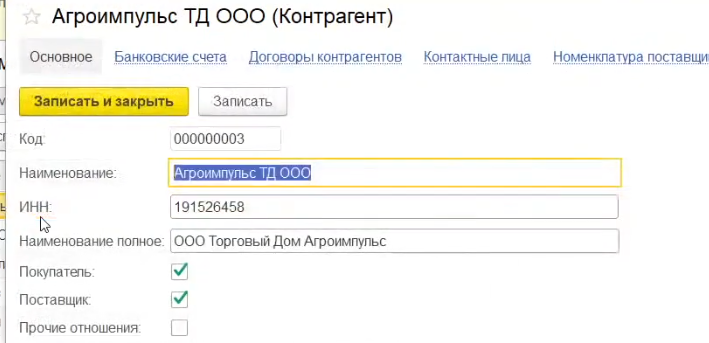 Агроимпульс ТД ООО (Контрагент)
Основное Банковские счета Договоры контрагентов Контактные лица Номенклатура
Записать и закрыть Записать
Код: 000000003
Наименование: Агроимпульс ТД ООО
ИНН: 191526458
Наименование полное: ООО Торговый Дом Агроимпульс
Покупатель:
Поставщик:
Прочие отношения: